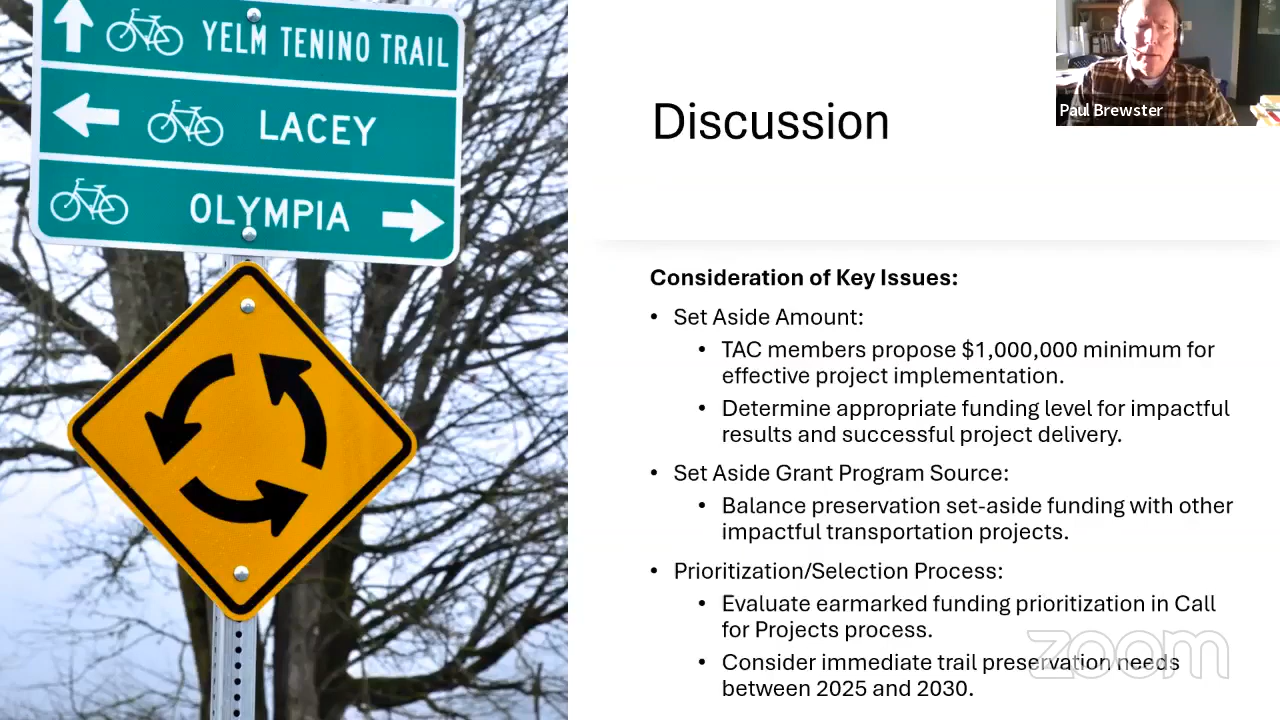 YELM TENINO TRAIL
LACEY
OLYMPIA
Discussion
Paul Brewster
Consideration of Key Issues:
• Set Aside Amount:
• TAC members propose $1,000,000 minimum for
effective project implementation.
• Determine appropriate funding level for impactful
results and successful project delivery.
• Set Aside Grant Program Source:
• Balance preservation set-aside funding with other
impactful transportation projects.
• Prioritization/Selection Process:
• Evaluate earmarked funding prioritization in Call
for Projects process.
• Consider immediate trail preservation needs
between 2025 and 2030.
zoom